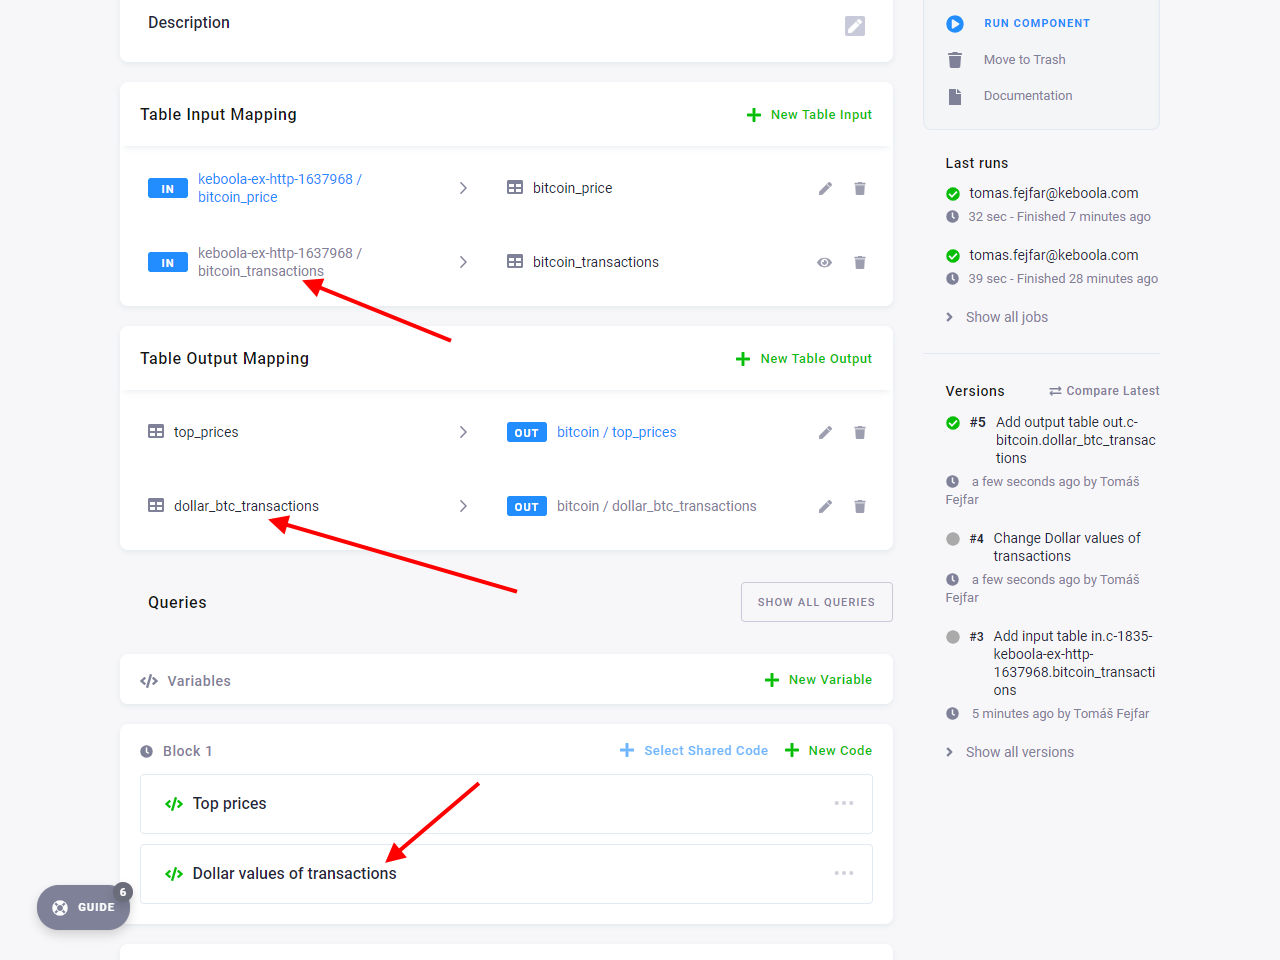 Description
Table Input Mapping
New Table Input
IN
keboola-ex-http-1637968 /
bitcoin_price
bitcoin_price
IN
keboola-ex-http-1637968 /
bitcoin_transactions
bitcoin_transactions
Table Output Mapping
New Table Output
top_prices
OUT
bitcoin / top_prices
dollar_btc_transactions
OUT
bitcoin / dollar_btc_transactions
Queries
SHOW ALL QUERIES
Variables
New Variable
Block 1
Select Shared Code
New Code
Top prices
Dollar values of transactions
6
GUIDE
RUN COMPONENT
Move to Trash
Documentation
Last runs
tomas.fejfar@keboola.com
32 sec - Finished 7 minutes ago
tomas.fejfar@keboola.com
39 sec - Finished 28 minutes ago
Show all jobs
Versions
Compare Latest
#5 Add output table out.c-
bitcoin.dollar_btc_transac
tions
a few seconds ago by Tomáš
Fejfar
#4 Change Dollar values of
transactions
a few seconds ago by Tomáš
Fejfar
#3 Add input table in.c-1835-
keboola-ex-http-
1637968.bitcoin_transacti
ons
5 minutes ago by Tomáš Fejfar
Show all versions